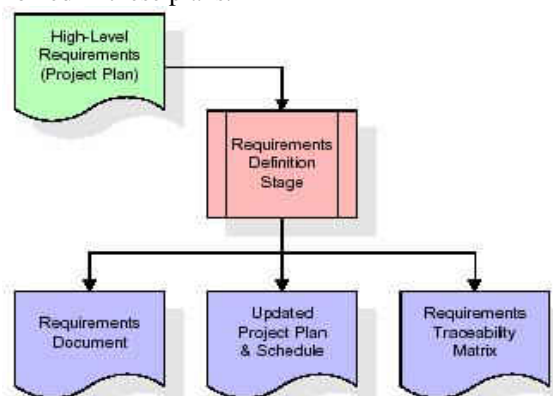 High-Level
Requirements
(Project Plan)
Requirements
Definition
Stage
Requirements
Document
Updated
Project Plan
& Schedule
Requirements
Traceability
Matrix